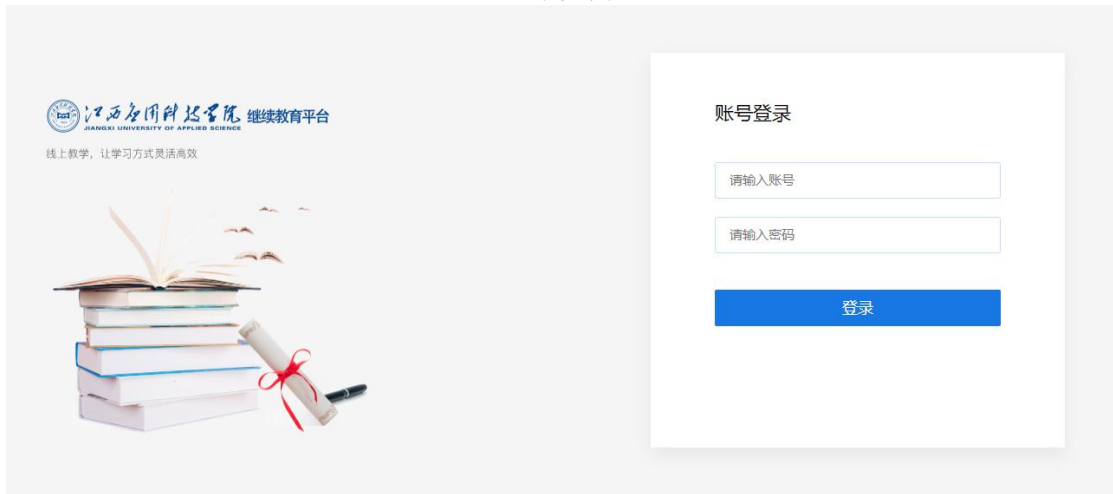 江西应用科技学院 继续教育平台
JIANGXI UNIVERSITY OF APPLIED SCIENCE
线上教学，让学习方式灵活高效
账号登录
请输入账号
请输入密码
登录